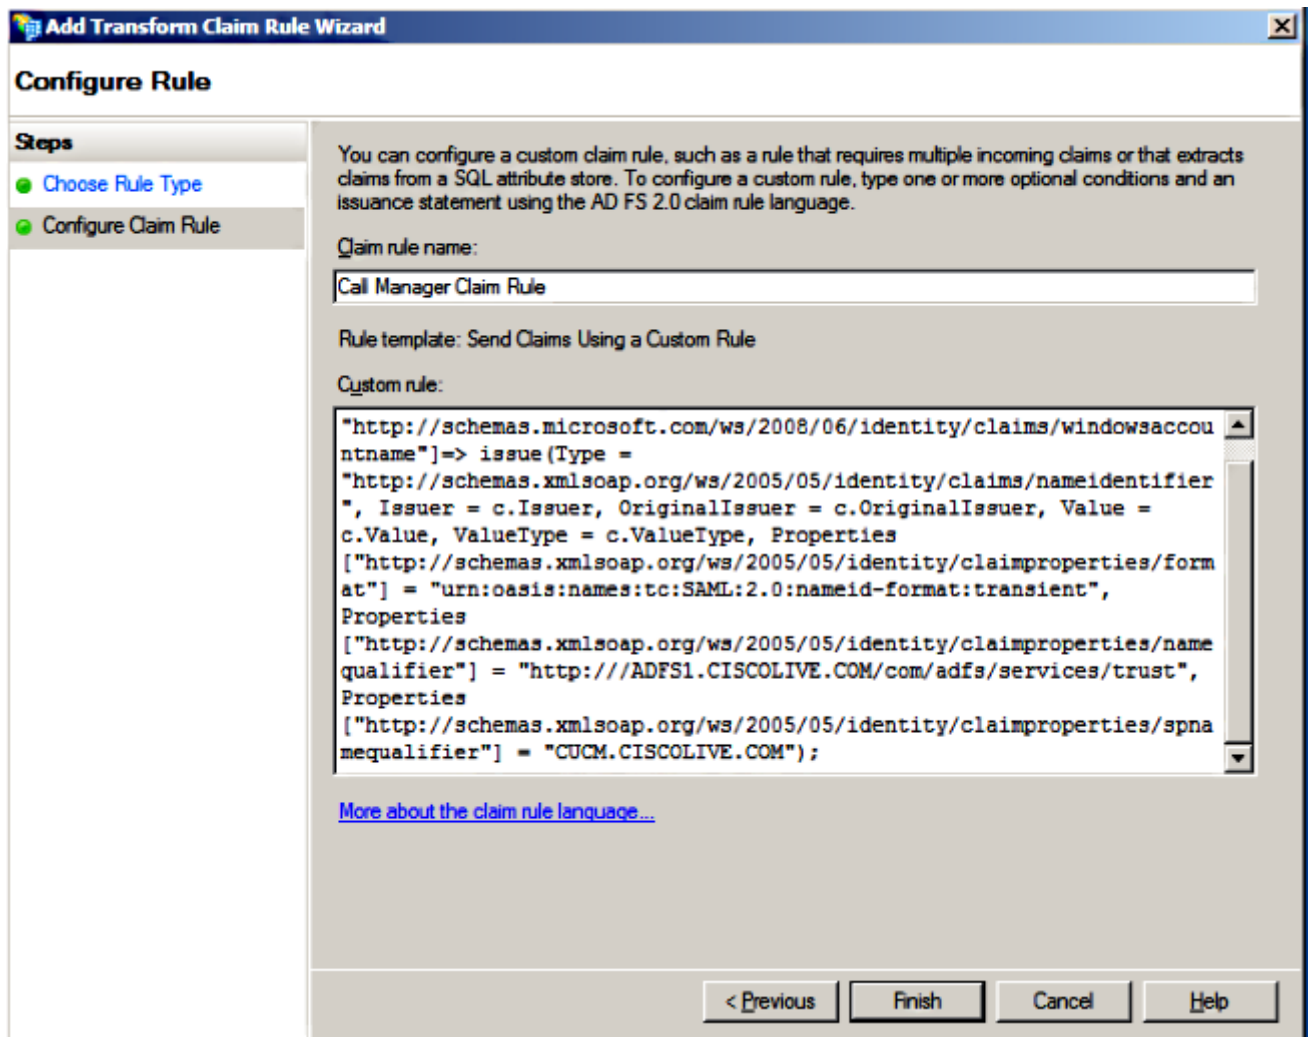 Add Transform Claim Rule Wizard
Configure Rule
Steps
Choose Rule Type
Configure Claim Rule
You can configure a custom claim rule, such as a rule that requires multiple incoming claims or that extracts
claims from a SQL attribute store. To configure a custom rule, type one or more optional conditions and an
issuance statement using the AD FS 2.0 claim rule language.
Claim rule name:
Call Manager Claim Rule
Rule template: Send Claims Using a Custom Rule
Custom rule:
"http://schemas.microsoft.com/ws/2008/06/identity/claims/windowsaccou
ntname"]=> issue(Type =
"http://schemas.xmlsoap.org/ws/2005/05/identity/claims/nameidentifier
", Issuer = c.Issuer, OriginalIssuer = c.OriginalIssuer, Value =
c.Value, ValueType = c.ValueType, Properties
["http://schemas.xmlsoap.org/ws/2005/05/identity/claimproperties/form
at"] = "urn:oasis:names:tc:SAML:2.0:nameid-format:transient",
Properties
["http://schemas.xmlsoap.org/ws/2005/05/identity/claimproperties/name
qualifier"] = "http:///ADFS1.CISCOLIVE.COM/com/adfs/services/trust",
Properties
["http://schemas.xmlsoap.org/ws/2005/05/identity/claimproperties/spna
mequalifier"] = "CUCM.CISCOLIVE.COM");
More about the claim rule language...
< Previous
Finish
Cancel
Help